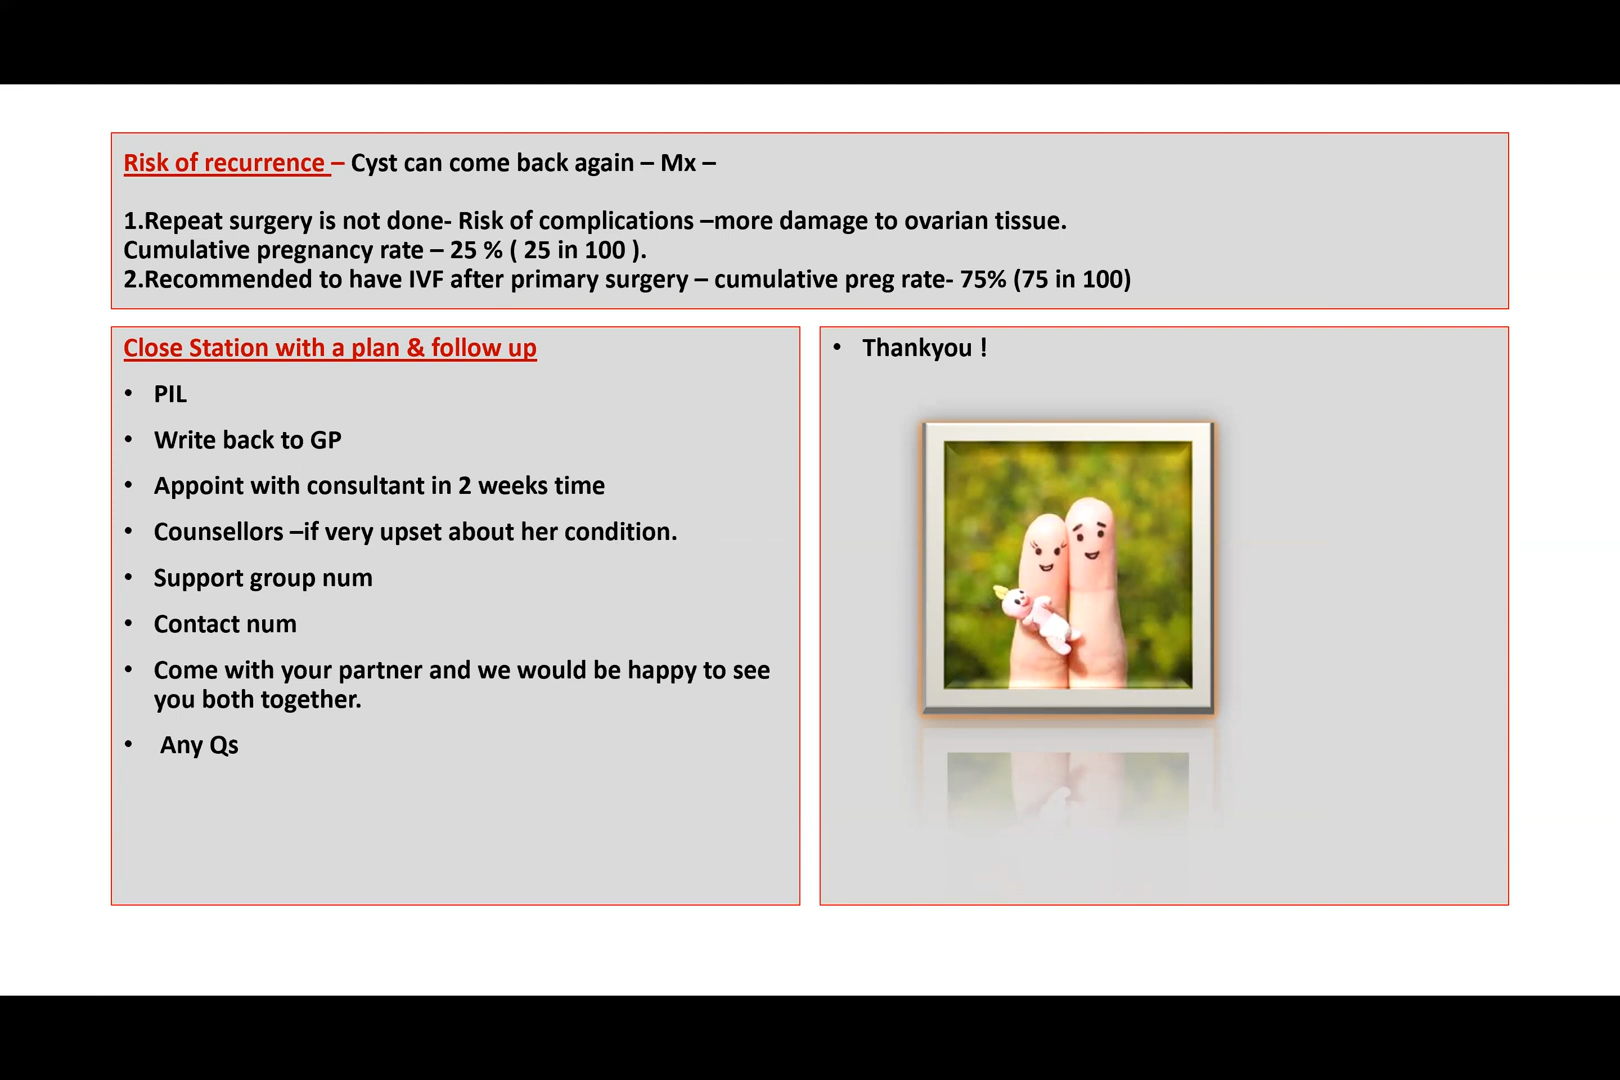 Risk of recurrence – Cyst can come back again – Mx –
1.Repeat surgery is not done- Risk of complications –more damage to ovarian tissue.
Cumulative pregnancy rate – 25 % ( 25 in 100 ).
2.Recommended to have IVF after primary surgery – cumulative preg rate- 75% (75 in 100)
Close Station with a plan & follow up
• PIL
• Write back to GP
• Appoint with consultant in 2 weeks time
• Counsellors –if very upset about her condition.
• Support group num
• Contact num
• Come with your partner and we would be happy to see
you both together.
• Any Qs
• Thankyou !